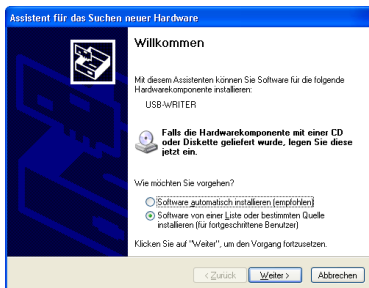 Assistent für das Suchen neuer Hardware
Willkommen
Mit diesem Assistenten können Sie Software für die folgende
Hardwarekomponente installieren:
USB-WRITER
Falls die Hardwarekomponente mit einer CD
oder Diskette geliefert wurde, legen Sie diese
jetzt ein.
Wie möchten Sie vorgehen?
Software automatisch installieren (empfohlen)
Software von einer Liste oder bestimmten Quelle
installieren (für fortgeschrittene Benutzer)
Klicken Sie auf "Weiter", um den Vorgang fortzusetzen.
< Zurück Weiter > Abbrechen